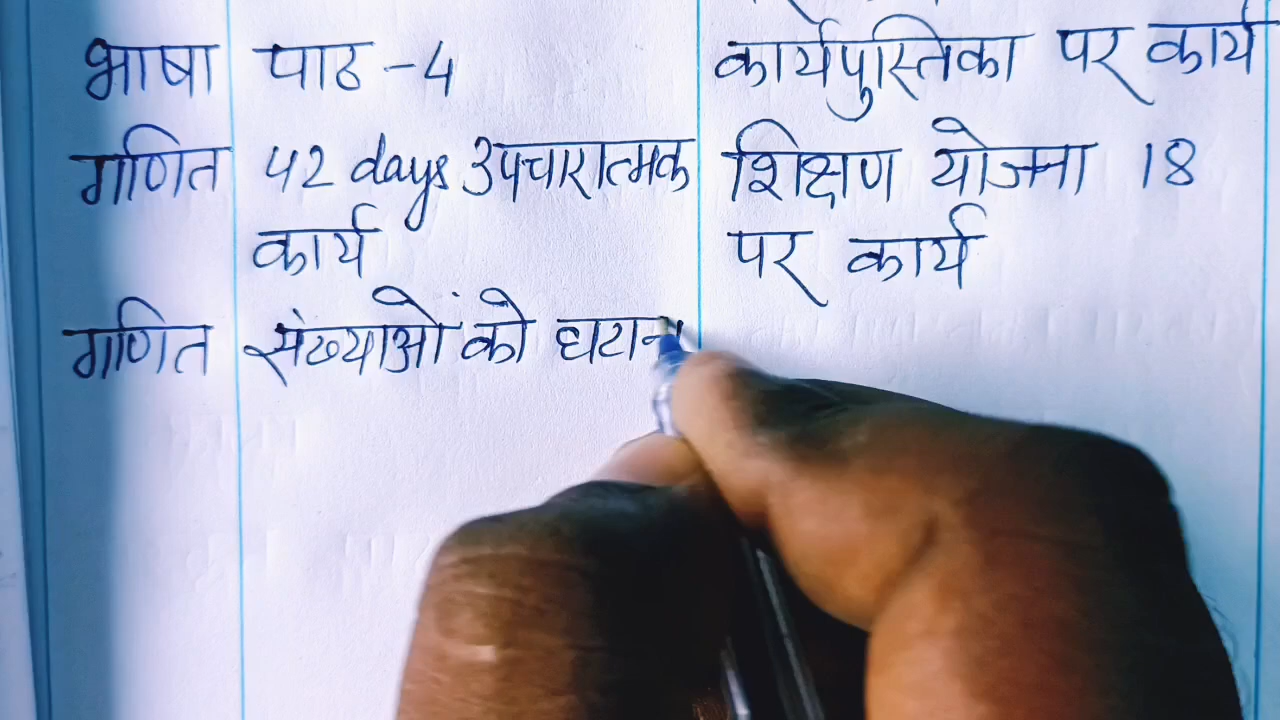 भाषा पाठ -4 कार्यपुस्तिका पर कार्य
गणित 42 days उपचारात्मक शिक्षण योजना 18
कार्य पर कार्य
गणित संख्याओं को घटान